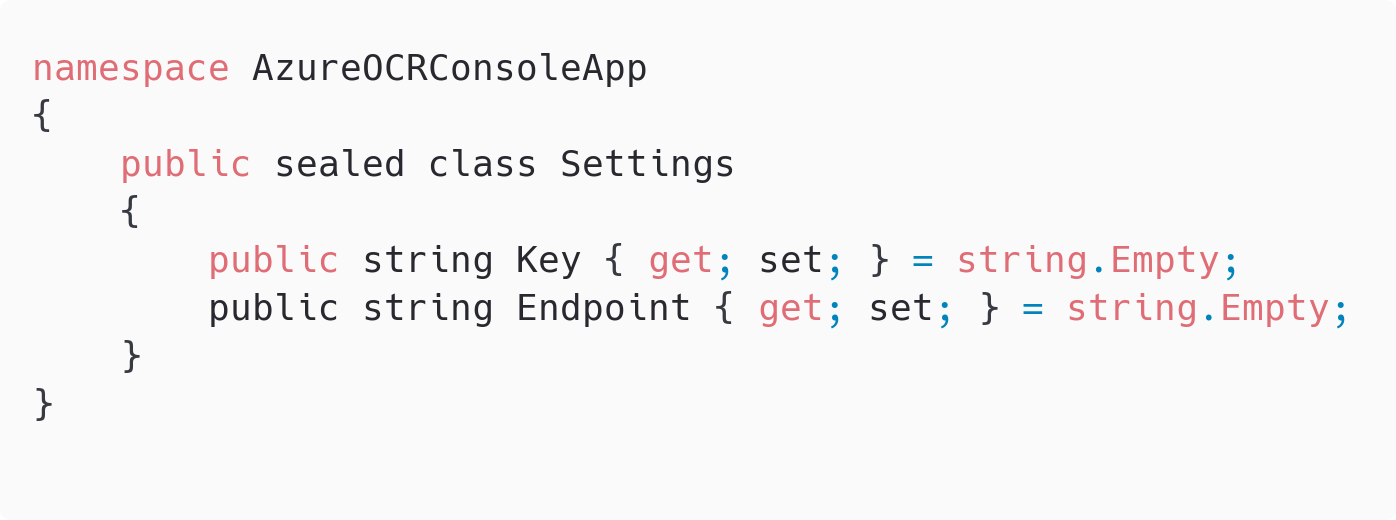 namespace AzureOCRConsoleApp
{
    public sealed class Settings
    {
        public string Key { get; set; } = string.Empty;
        public string Endpoint { get; set; } = string.Empty;
    }
}